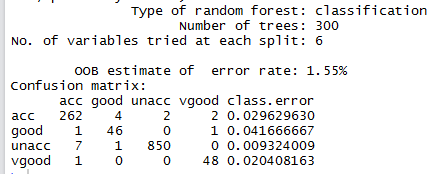 Type of random forest: classification
Number of trees: 300
No. of variables tried at each split: 6
OOB estimate of  error rate: 1.55%
Confusion matrix:
acc good unacc vgood class.error
acc 262 4 2 2 0.029629630
good 1 46 0 1 0.041666667
unacc 7 1 850 0 0.009324009
vgood 1 0 0 48 0.020408163